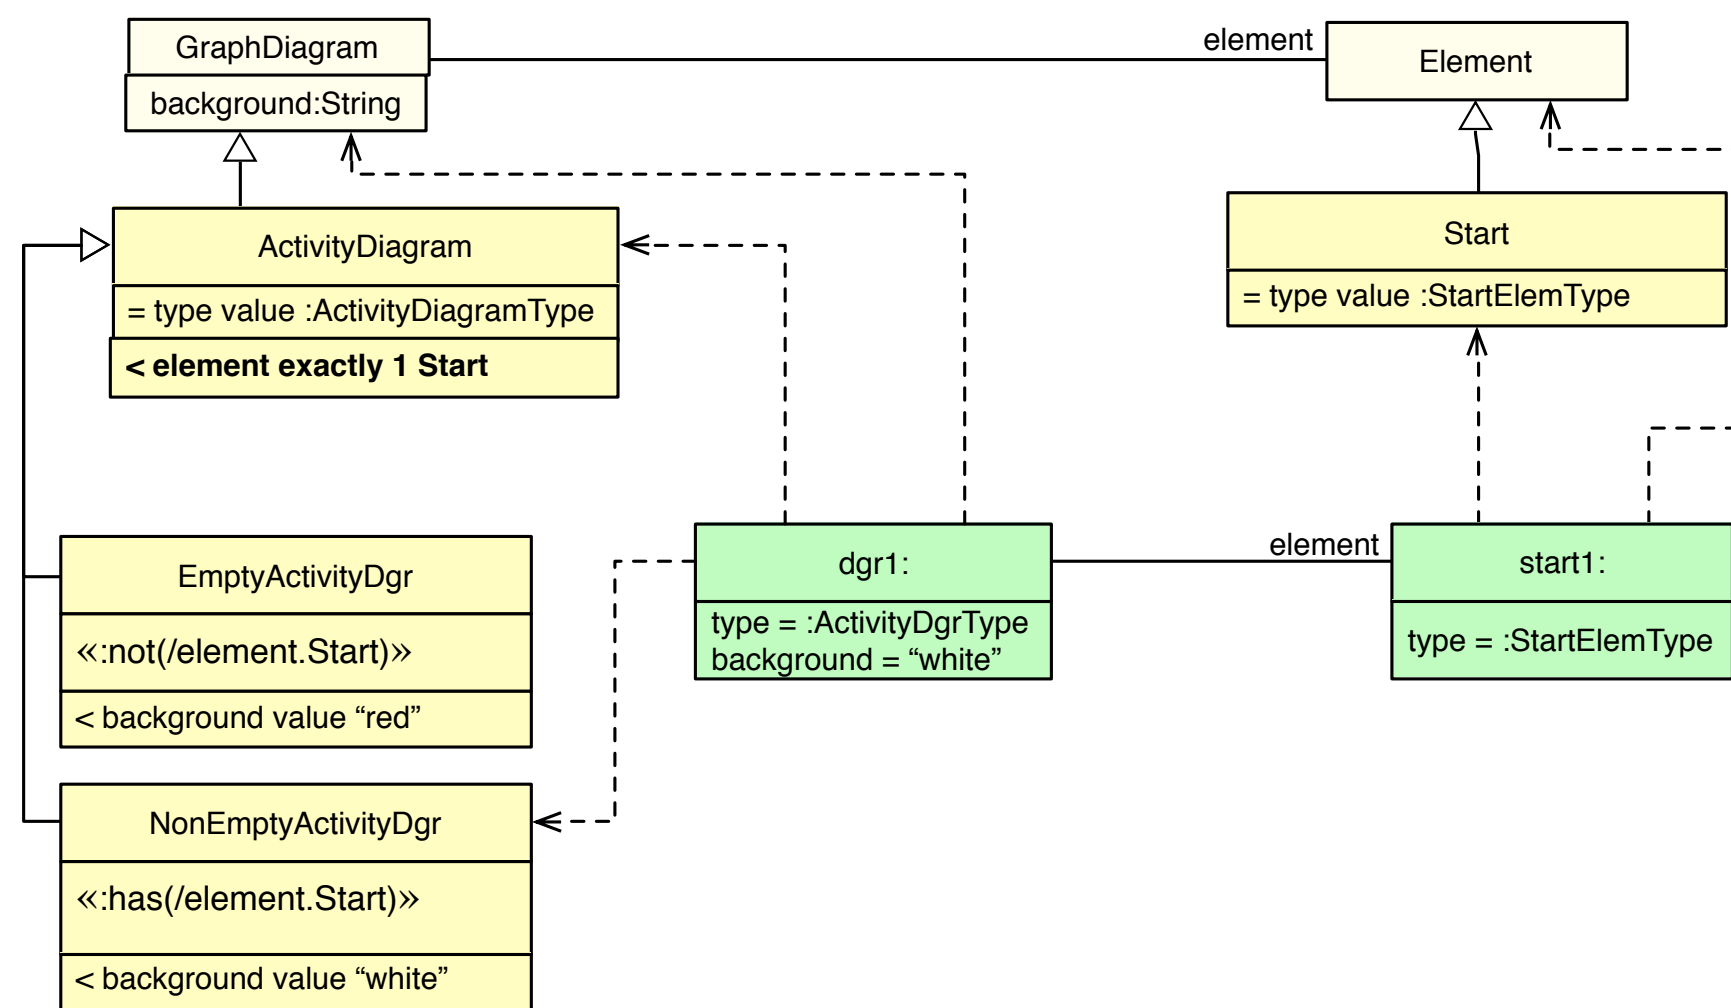 GraphDiagram
background:String
element
Element
ActivityDiagram
= type value :ActivityDiagramType
< element exactly 1 Start
Start
= type value :StartElemType
EmptyActivityDgr
«:not(/element.Start)»
< background value “red”
dgr1:
type = :ActivityDgrType
background = “white”
element
start1:
type = :StartElemType
NonEmptyActivityDgr
«:has(/element.Start)»
< background value “white”